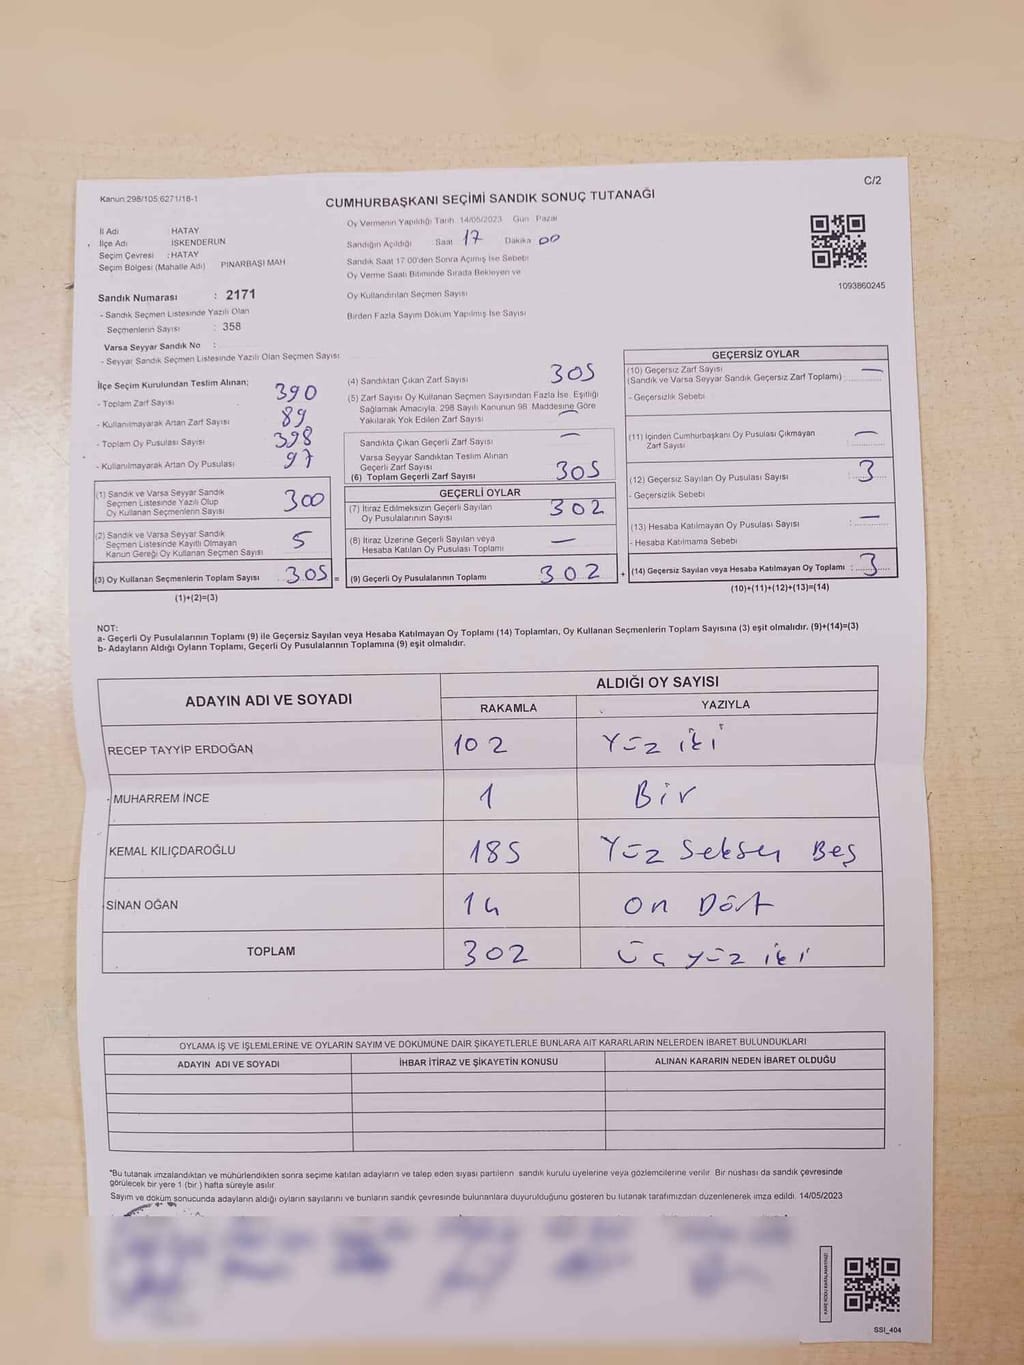 C/2
Kanun 298/105;6271/18-1
CUMHURBAŞKANI SEÇİMİ SANDIK SONUÇ TUTANAĞI
İl Adı HATAY
İlçe Adı İSKENDERUN
Seçim Çevresi : HATAY
Seçim Bölgesi (Mahalle Adı) PINARBAŞI MAH
Sandık Numarası : 2171
- Sandık Seçmen Listesinde Yazılı Olan
Seçmenlerin Sayısı : 358
Varsa Seyyar Sandık No :
- Seyyar Sandık Seçmen Listesinde Yazılı Olan Seçmen Sayısı
Oy Vermenin Yapıldığı Tarih 14/05/2023 Gün Pazar
Sandığın Açıldığı Saat 17 Dakika 00
Sandık Saat 17:00'den Sonra Açımış İse Sebebi
Oy Verme Saati Bitiminde Sırada Bekleyen ve
Oy Kullandırılan Seçmen Sayısı
Birden Fazla Sayım Döküm Yapılmış İse Sayısı
1093860245
İlçe Seçim Kurulundan Teslim Alınan;
- Toplam Zarf Sayısı 390
- Kullanılmayarak Artan Zarf Sayısı 89
- Toplam Oy Pusulası Sayısı 398
- Kullanılmayarak Artan Oy Pusulası 97
(1) Sandık ve Varsa Seyyar Sandık
Seçmen Listesinde Yazılı Olup
Oy Kullanan Seçmenlerin Sayısı 300
(2) Sandık ve Varsa Seyyar Sandık
Seçmen Listesinde Kayıtlı Olmayan
Kanun Gereği Oy Kullanan Seçmen Sayısı 5
(3) Oy Kullanan Seçmenlerin Toplam Sayısı 305 =
(1)+(2)=(3)
(4) Sandıktan Çıkan Zarf Sayısı 305
(5) Zarf Sayısı Oy Kullanan Seçmen Sayısından Fazla İse, Eşitliği
Sağlamak Amacıyla, 298 Sayılı Kanunun 98. Maddesine Göre
Yakılarak Yok Edilen Zarf Sayısı —
Sandıkta Çıkan Geçerli Zarf Sayısı —
Varsa Seyyar Sandıktan Teslim Alınan
Geçerli Zarf Sayısı
(6) Toplam Geçerli Zarf Sayısı 305
GEÇERLİ OYLAR
(7) İtiraz Edilmeksizin Geçerli Sayılan
Oy Pusulalarının Sayısı 302
(8) İtiraz Üzerine Geçerli Sayılan veya
Hesaba Katılan Oy Pusulası Toplamı —
(9) Geçerli Oy Pusulalarının Toplamı 302 +
GEÇERSİZ OYLAR
(10) Geçersiz Zarf Sayısı —
(Sandık ve Varsa Seyyar Sandık Geçersiz Zarf Toplamı)
- Geçersizlik Sebebi
(11) İçinden Cumhurbaşkanı Oy Pusulası Çıkmayan
Zarf Sayısı —
(12) Geçersiz Sayılan Oy Pusulası Sayısı : 3
- Geçersizlik Sebebi
(13) Hesaba Katılmayan Oy Pusulası Sayısı : —
- Hesaba Katılmama Sebebi
(14) Geçersiz Sayılan veya Hesaba Katılmayan Oy Toplamı : 3
(10)+(11)+(12)+(13)=(14)
NOT:
a- Geçerli Oy Pusulalarının Toplamı (9) ile Geçersiz Sayılan veya Hesaba Katılmayan Oy Toplamı (14) Toplamları, Oy Kullanan Seçmenlerin Toplam Sayısına (3) eşit olmalıdır. (9)+(14)=(3)
b- Adayların Aldığı Oyların Toplamı, Geçerli Oy Pusulalarının Toplamına (9) eşit olmalıdır.
ADAYIN ADI VE SOYADI
ALDIĞI OY SAYISI
RAKAMLA YAZIYLA
RECEP TAYYİP ERDOĞAN 102 Yüz iki
MUHARREM İNCE 1 Bir
KEMAL KILIÇDAROĞLU 185 Yüz Seksen Beş
SİNAN OĞAN 14 On Dört
TOPLAM 302 Üç yüz iki
OYLAMA İŞ VE İŞLEMLERİNE VE OYLARIN SAYIM VE DÖKÜMÜNE DAİR ŞİKAYETLERLE BUNLARA AİT KARARLARIN NELERDEN İBARET BULUNDUKLARI
ADAYIN ADI VE SOYADI İHBAR İTİRAZ VE ŞİKAYETİN KONUSU ALINAN KARARIN NEDEN İBARET OLDUĞU
*Bu tutanak imzalandıktan ve mühürlendikten sonra seçime katılan adayların ve talep eden siyasi partilerin sandık kurulu üyelerine veya gözlemcilerine verilir. Bir nüshası da sandık çevresinde
görülecek bir yere 1 (bir ) hafta süreyle asılır
Sayım ve döküm sonucunda adayların aldığı oyların sayılarını ve bunların sandık çevresinde bulunanlara duyurulduğunu gösteren bu tutanak tarafımızdan düzenlenerek imza edildi. 14/05/2023
KARE KODU KARALAMAYINIZ!
SSI_404